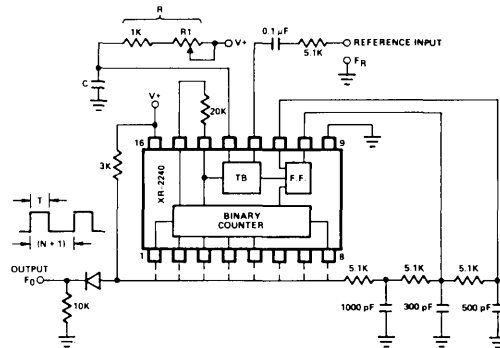 R
1K
R1
V+
C
0.1 µF
5.1K
REFERENCE INPUT
FR
V+
20K
3K
16
9
XR-2240
TB
F.F.
BINARY
COUNTER
T
(N + 1)
1
8
OUTPUT
FO
10K
5.1K
5.1K
5.1K
1000 pF
300 pF
500 pF